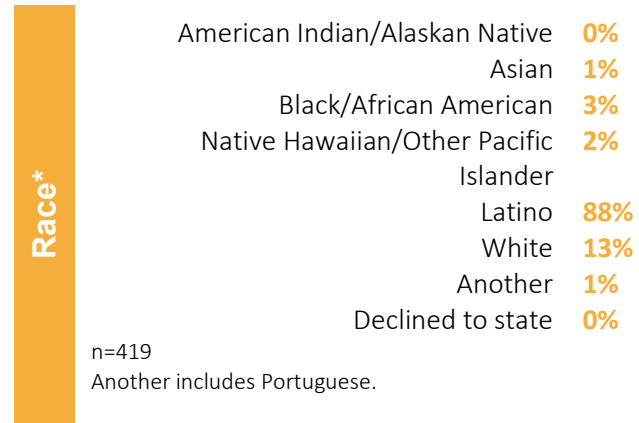 Race*
American Indian/Alaskan Native 0%
Asian 1%
Black/African American 3%
Native Hawaiian/Other Pacific 2%
Islander
Latino 88%
White 13%
Another 1%
Declined to state 0%
n=419
Another includes Portuguese.